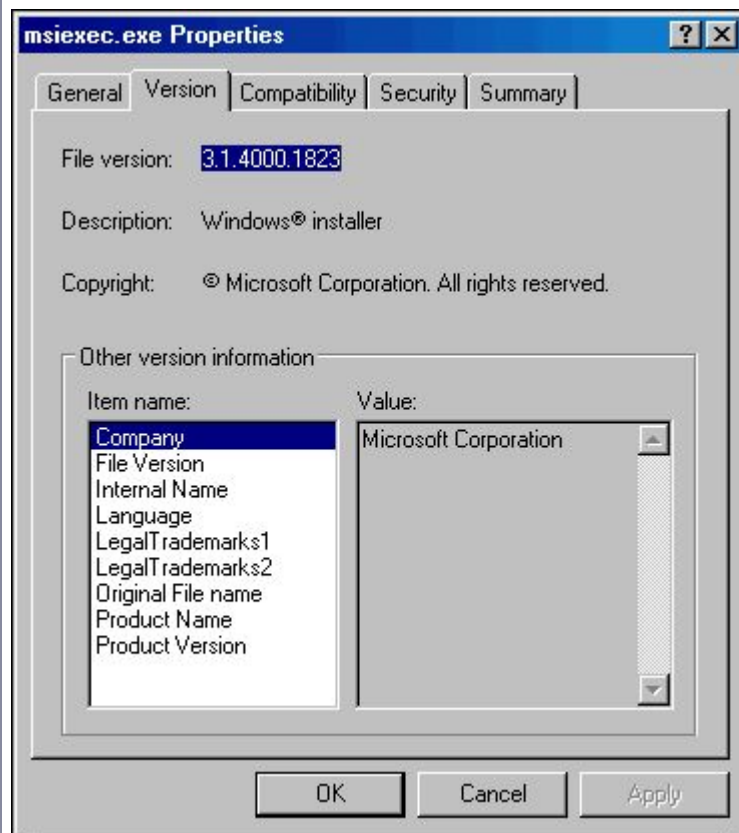 msiexec.exe Properties
General Version Compatibility Security Summary
File version: 3.1.4000.1823
Description: Windows® installer
Copyright: © Microsoft Corporation. All rights reserved.
Other version information
Item name: Value:
Company Microsoft Corporation
File Version
Internal Name
Language
LegalTrademarks1
LegalTrademarks2
Original File name
Product Name
Product Version
OK Cancel Apply